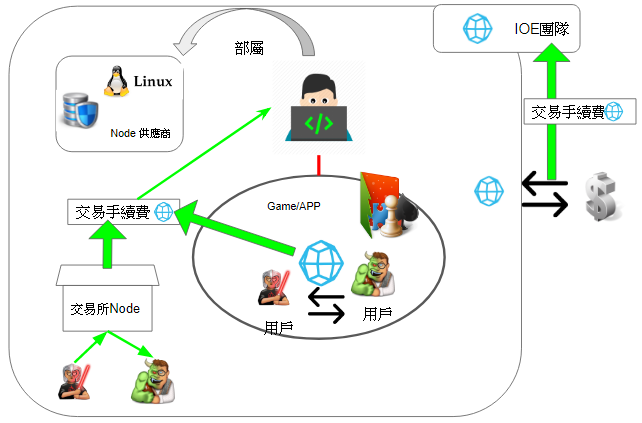 部屬
IOE團隊
Linux
Node 供應商
交易手續費
Game/APP
交易手續費
交易所Node
用戶
用戶